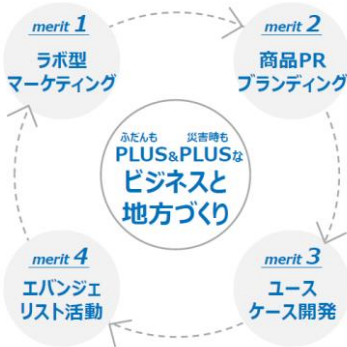 merit 1
ラボ型
マーケティング
merit 2
商品PR
ブランディング
ふだんも 災害時も
PLUS&PLUSな
ビジネスと
地方づくり
merit 4
エバンジェ
リスト活動
merit 3
ユース
ケース開発